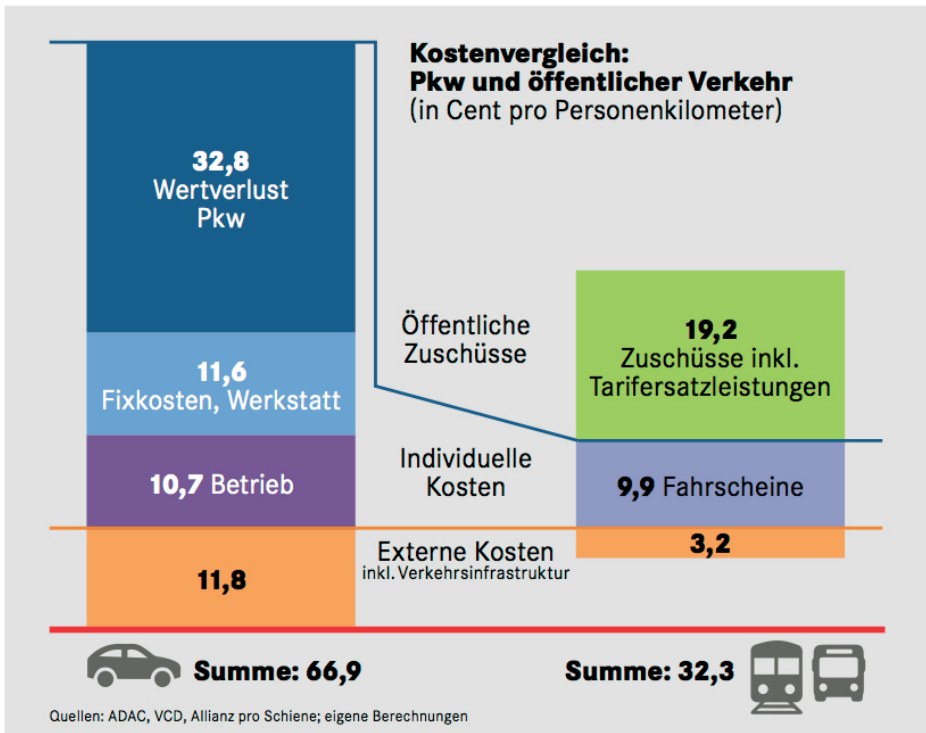 Kostenvergleich:
Pkw und öffentlicher Verkehr
(in Cent pro Personenkilometer)
32,8
Wertverlust
Pkw
11,6
Fixkosten, Werkstatt
10,7 Betrieb
11,8
Öffentliche
Zuschüsse
Individuelle
Kosten
Externe Kosten
inkl. Verkehrsinfrastruktur
19,2
Zuschüsse inkl.
Tarifersatzleistungen
9,9 Fahrscheine
3,2
Summe: 66,9
Summe: 32,3
Quellen: ADAC, VCD, Allianz pro Schiene; eigene Berechnungen